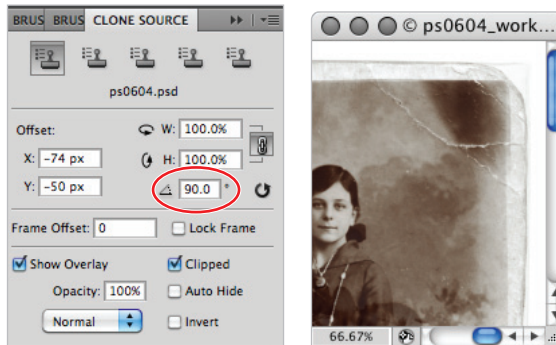 BRUS BRUS CLONE SOURCE
ps0604.psd
Offset: W: 100.0%
X: -74 px H: 100.0%
Y: -50 px 90.0 °
Frame Offset: 0 Lock Frame
Show Overlay Clipped
Opacity: 100% Auto Hide
Normal Invert
© ps0604_work...
66.67%